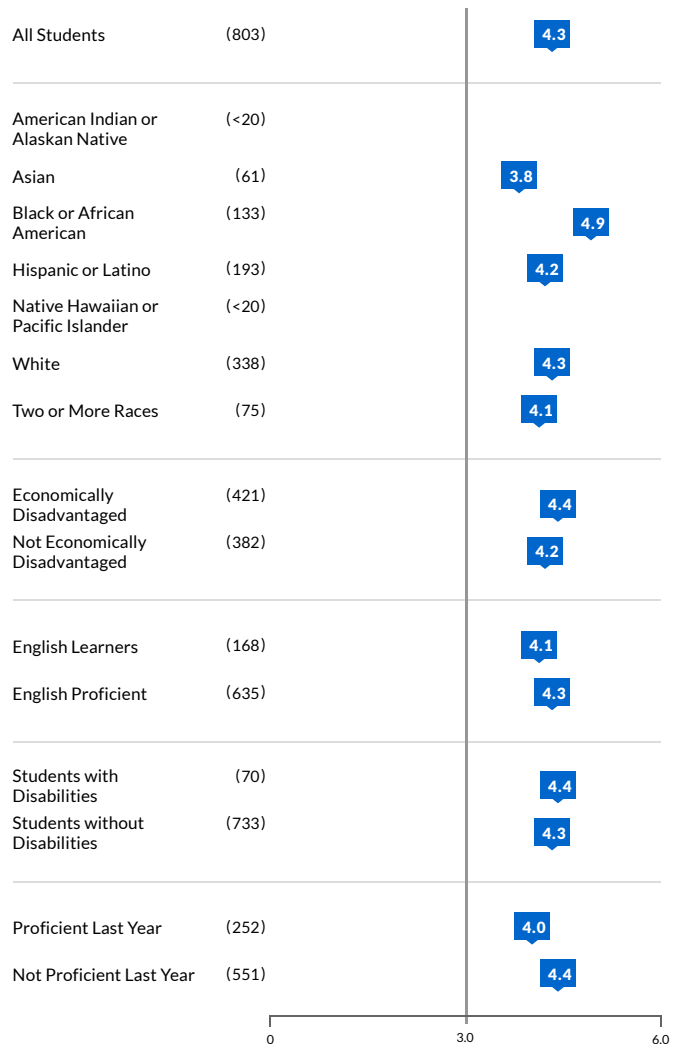 All Students (803) 4.3
American Indian or (<20)
Alaskan Native
Asian (61) 3.8
Black or African (133) 4.9
American
Hispanic or Latino (193) 4.2
Native Hawaiian or (<20)
Pacific Islander
White (338) 4.3
Two or More Races (75) 4.1
Economically (421) 4.4
Disadvantaged
Not Economically (382) 4.2
Disadvantaged
English Learners (168) 4.1
English Proficient (635) 4.3
Students with (70) 4.4
Disabilities
Students without (733) 4.3
Disabilities
Proficient Last Year (252) 4.0
Not Proficient Last Year (551) 4.4
0 3.0 6.0